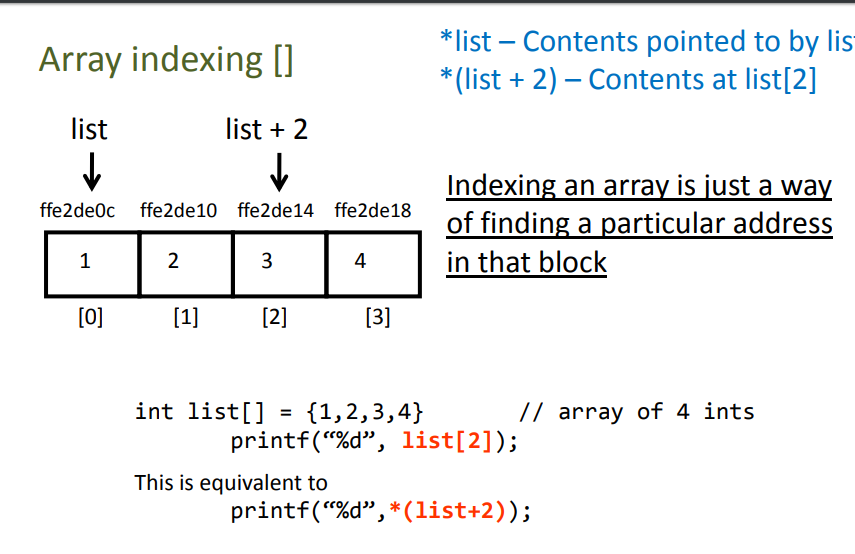 Array indexing []
*list – Contents pointed to by lis
*(list + 2) – Contents at list[2]
list list + 2
ffe2de0c ffe2de10 ffe2de14 ffe2de18
1 2 3 4
[0] [1] [2] [3]
Indexing an array is just a way
of finding a particular address
in that block
int list[] = {1,2,3,4} // array of 4 ints
printf(“%d”, list[2]);
This is equivalent to
printf(“%d”,*(list+2));